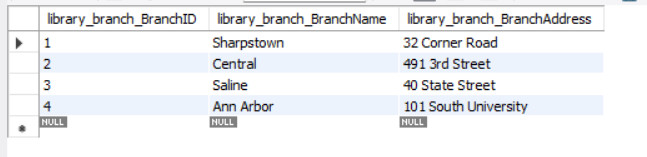 library_branch_BranchID library_branch_BranchName library_branch_BranchAddress
1 Sharpstown 32 Corner Road
2 Central 491 3rd Street
3 Saline 40 State Street
4 Ann Arbor 101 South University
NULL NULL NULL